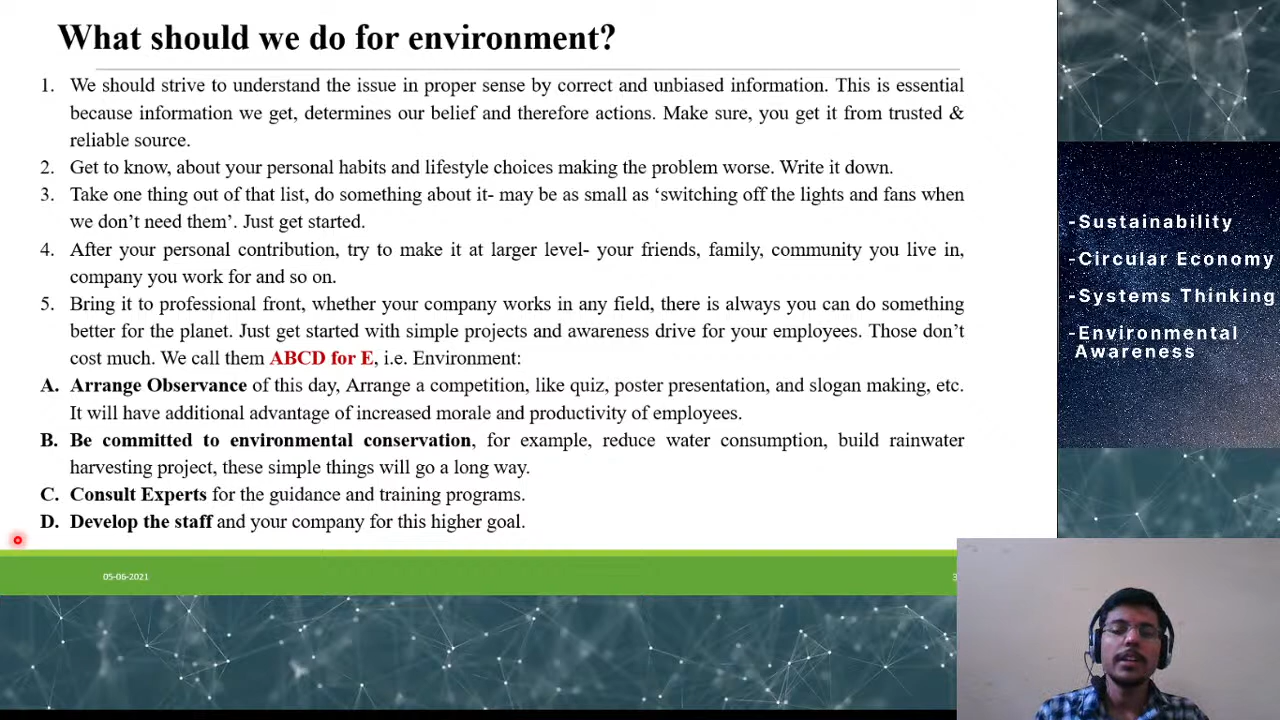 What should we do for environment?
1. We should strive to understand the issue in proper sense by correct and unbiased information. This is essential
because information we get, determines our belief and therefore actions. Make sure, you get it from trusted &
reliable source.
2. Get to know, about your personal habits and lifestyle choices making the problem worse. Write it down.
3. Take one thing out of that list, do something about it- may be as small as ‘switching off the lights and fans when
we don’t need them’. Just get started.
4. After your personal contribution, try to make it at larger level- your friends, family, community you live in,
company you work for and so on.
5. Bring it to professional front, whether your company works in any field, there is always you can do something
better for the planet. Just get started with simple projects and awareness drive for your employees. Those don’t
cost much. We call them ABCD for E, i.e. Environment:
A. Arrange Observance of this day, Arrange a competition, like quiz, poster presentation, and slogan making, etc.
It will have additional advantage of increased morale and productivity of employees.
B. Be committed to environmental conservation, for example, reduce water consumption, build rainwater
harvesting project, these simple things will go a long way.
C. Consult Experts for the guidance and training programs.
D. Develop the staff and your company for this higher goal.
05-06-2021
3
-Sustainability
-Circular Economy
-Systems Thinking
-Environmental
Awareness